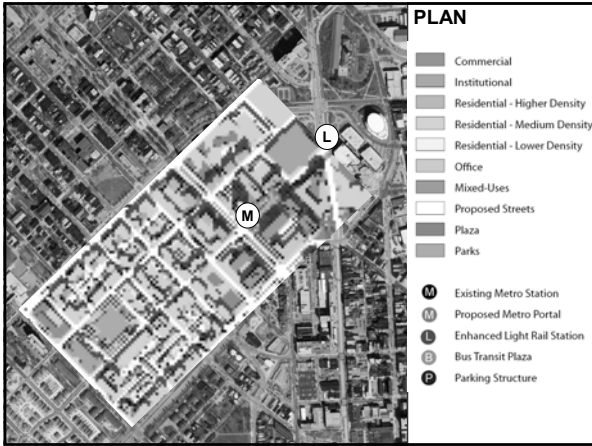 PLAN
Commercial
Institutional
Residential - Higher Density
Residential - Medium Density
Residential - Lower Density
Office
Mixed-Uses
Proposed Streets
Plaza
Parks
M Existing Metro Station
M Proposed Metro Portal
L Enhanced Light Rail Station
B Bus Transit Plaza
P Parking Structure
L
M